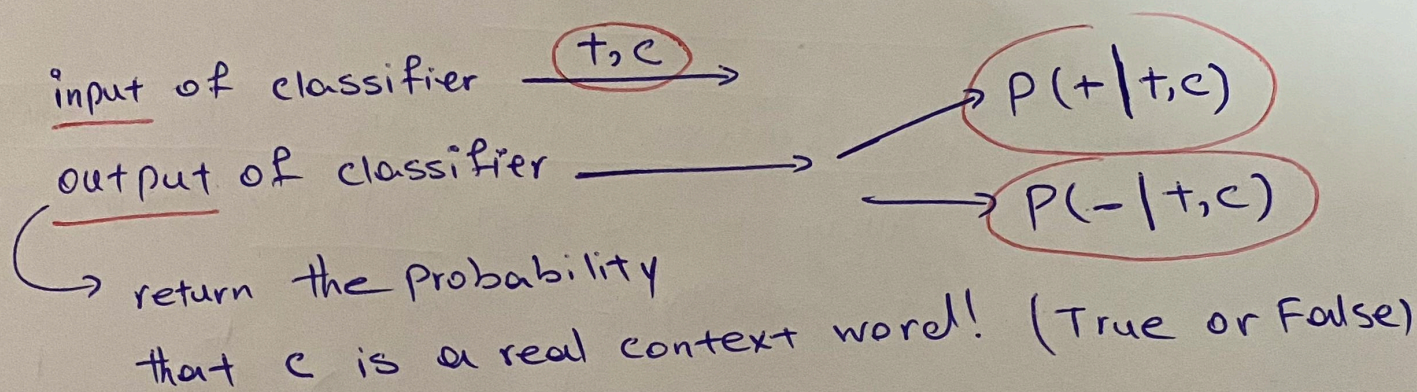 input of classifier t,c P(+|t,c)
output of classifier P(-|t,c)
return the probability
that c is a real context word! (True or False)